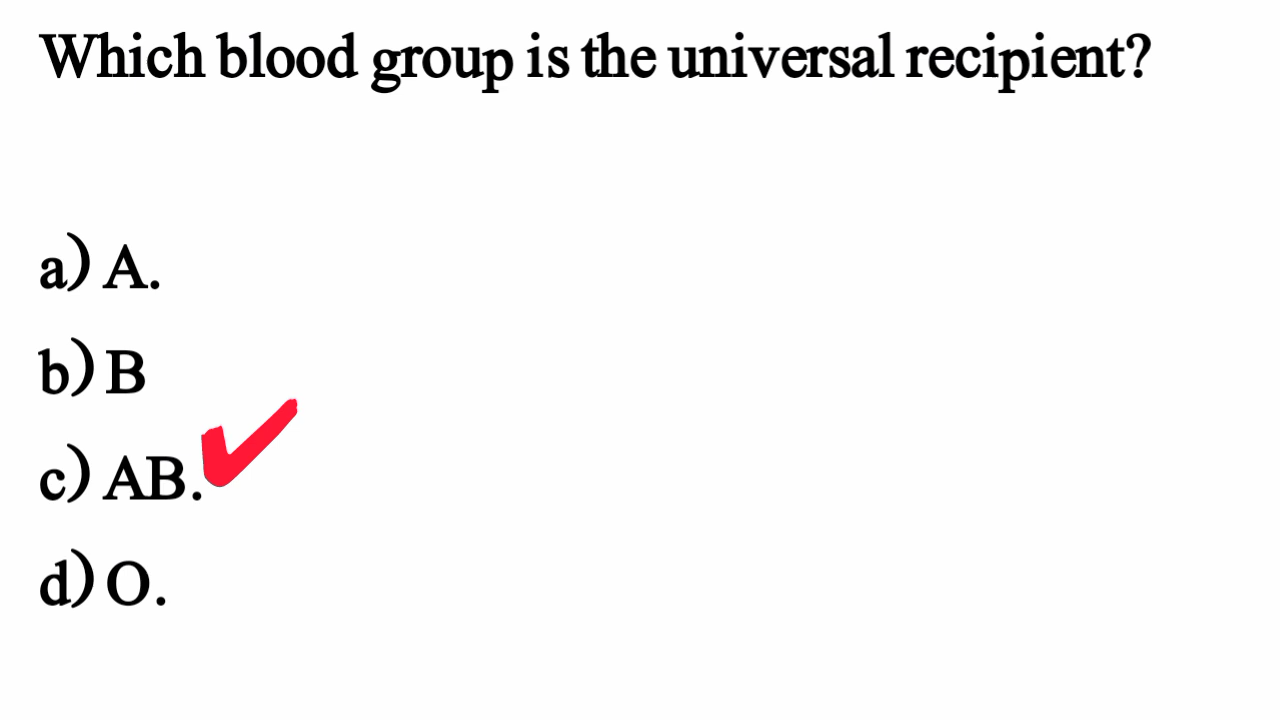 Which blood group is the universal recipient?
a) A.
b) B
c) AB.
d) O.